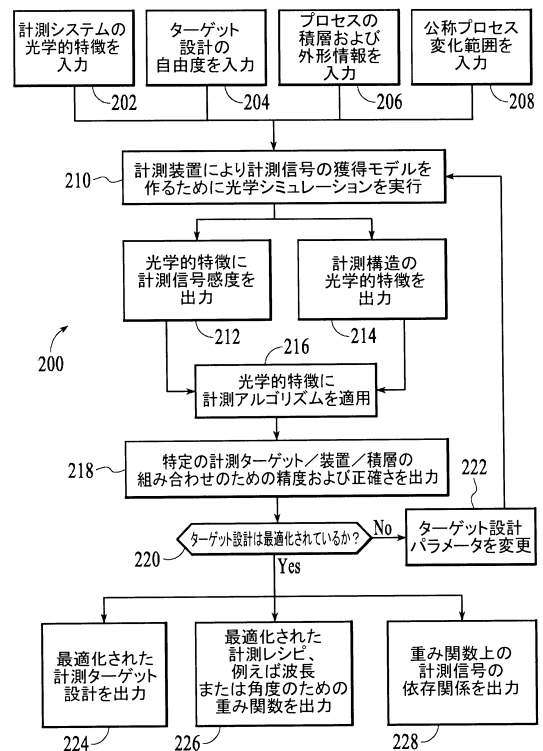 計測システムの
光学的特徴を
入力
202
ターゲット
設計の
自由度を入力
204
プロセスの
積層および
外形情報を
入力
206
公称プロセス
変化範囲を
入力
208
210
計測装置により計測信号の獲得モデルを
作るために光学シミュレーションを実行
光学的特徴に
計測信号感度を
出力
212
計測構造の
光学的特徴を
出力
214
200
216
光学的特徴に
計測アルゴリズムを適用
218
特定の計測ターゲット／装置／積層の
組み合わせのための精度および正確さを出力
222
ターゲット設計は最適化されているか？
220
No
ターゲット設計
パラメータを変更
Yes
最適化された
計測ターゲット
設計を出力
224
最適化された
計測レシピ、
例えば波長
または角度のための
重み関数を出力
226
重み関数上の
計測信号の
依存関係を出力
228